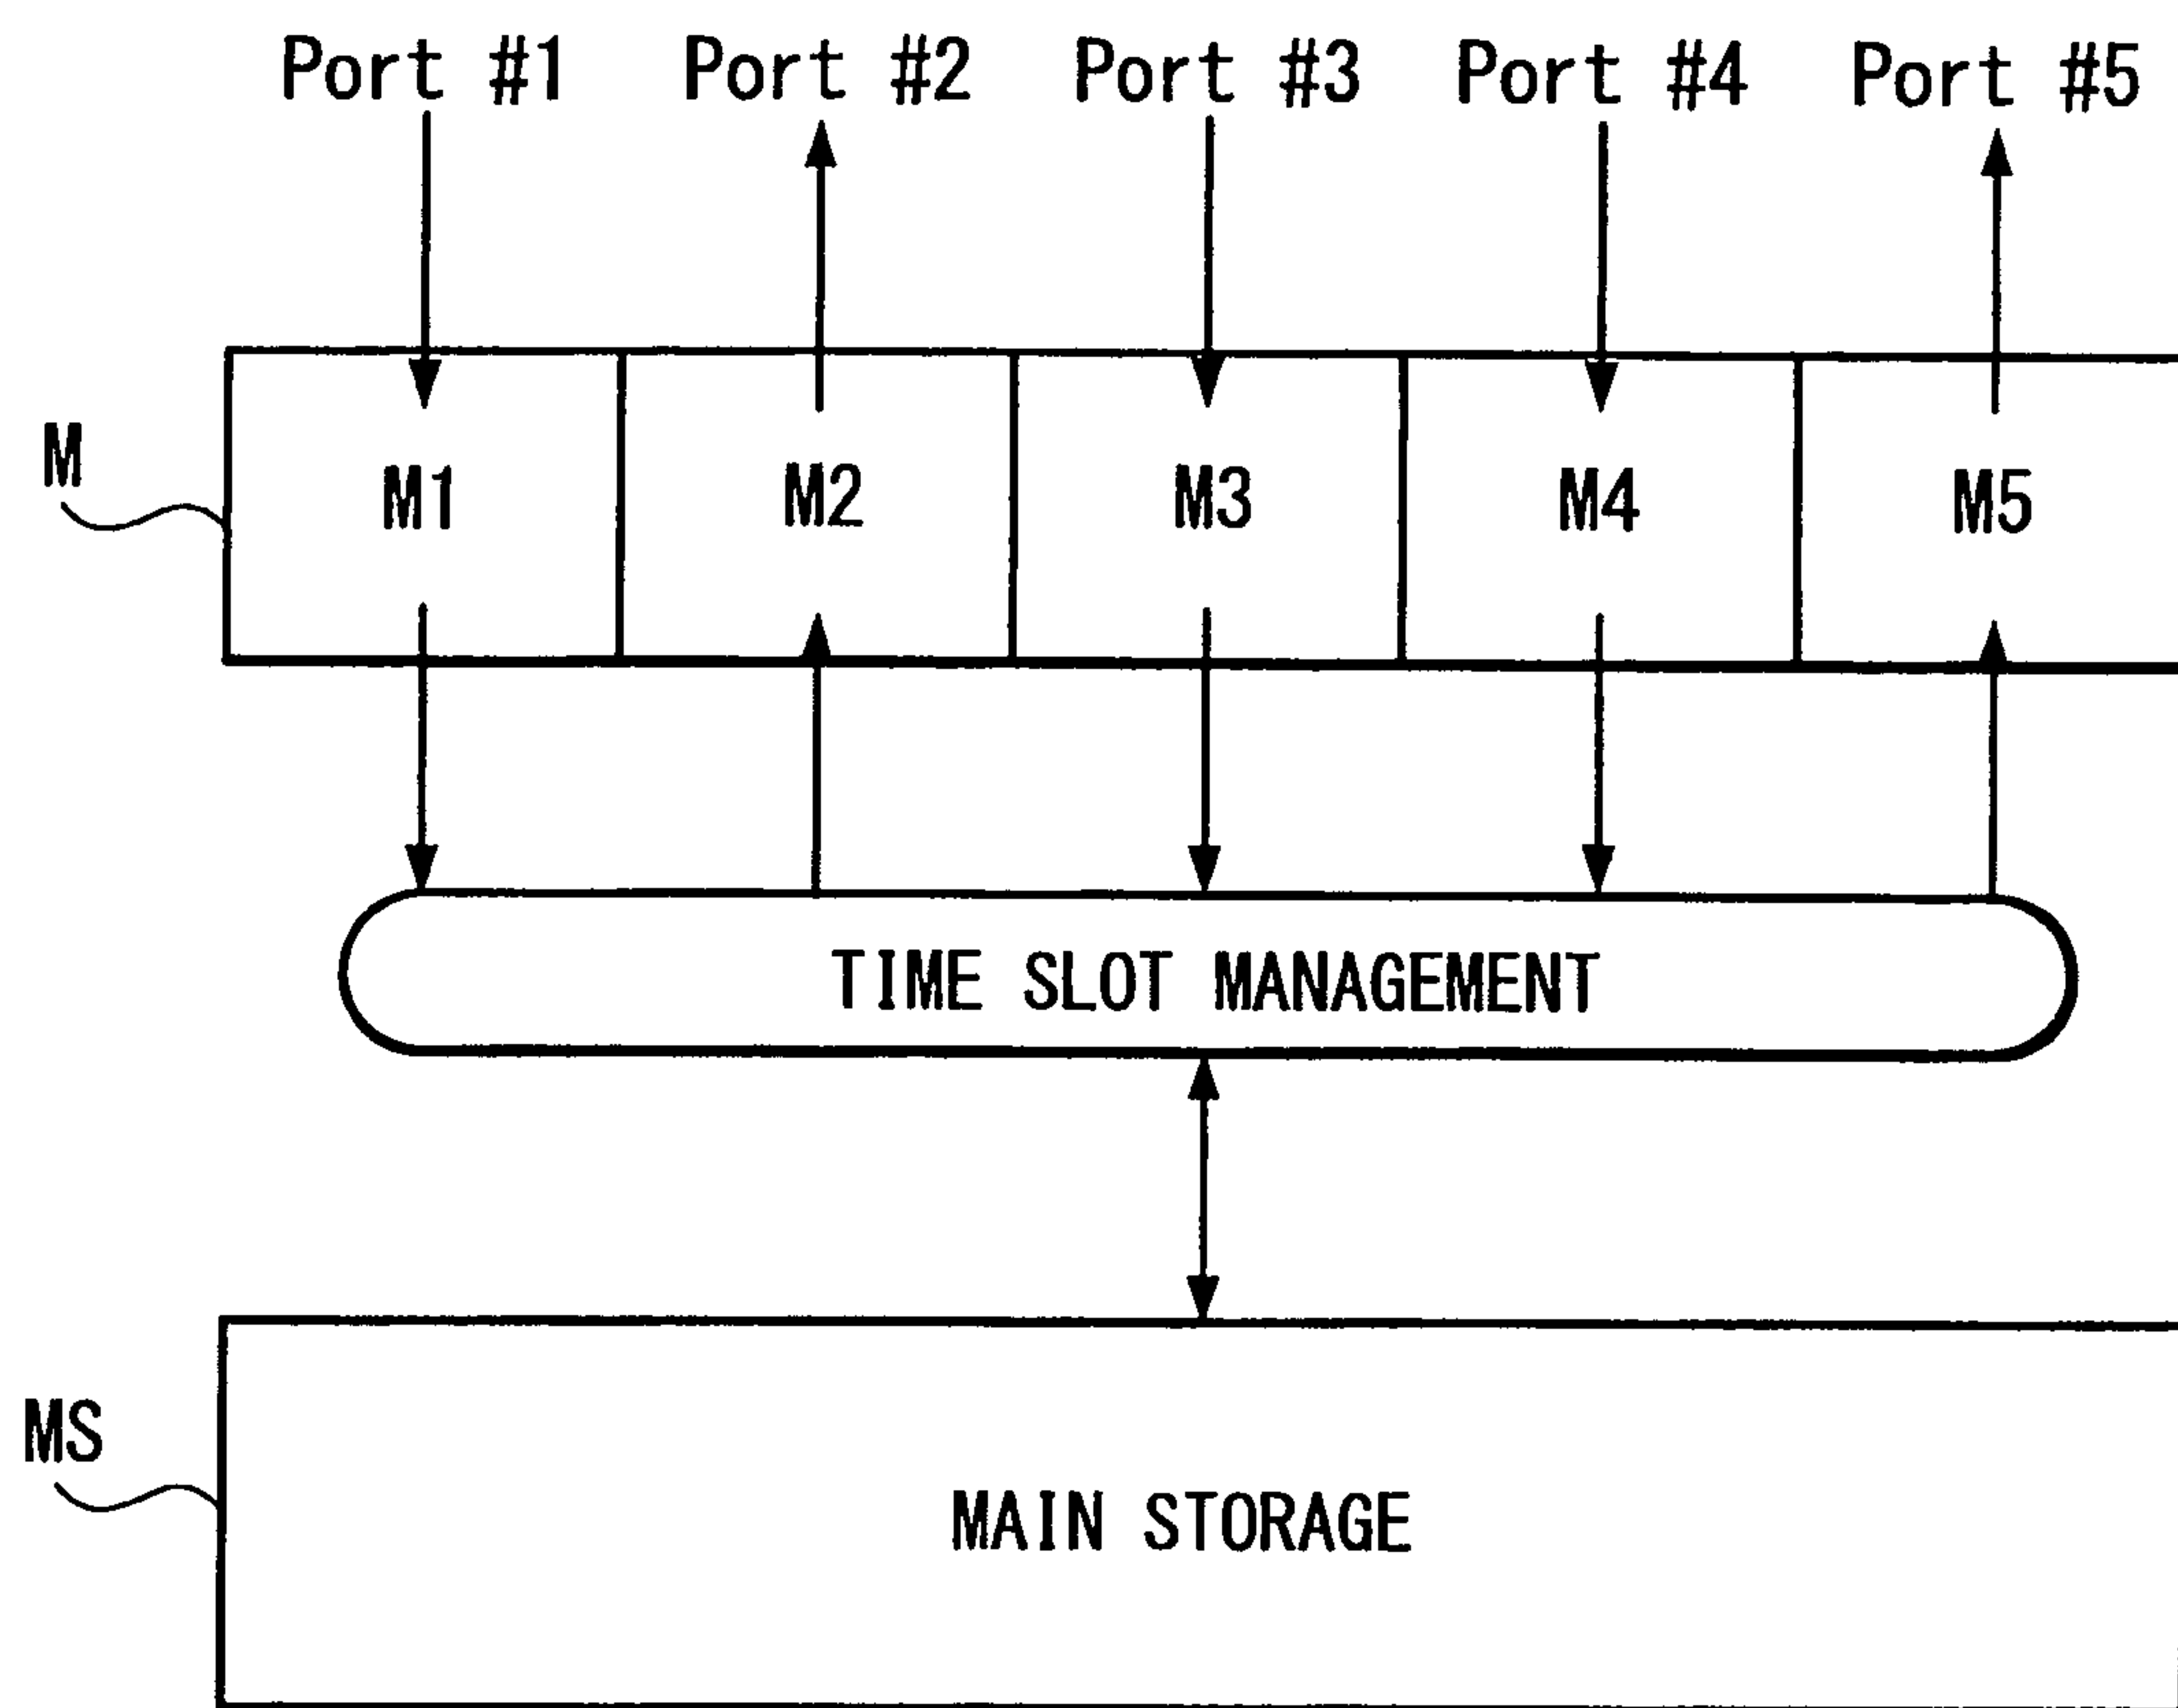 Port #1 Port #2 Port #3 Port #4 Port #5
M
M1 M2 M3 M4 M5
TIME SLOT MANAGEMENT
MS
MAIN STORAGE